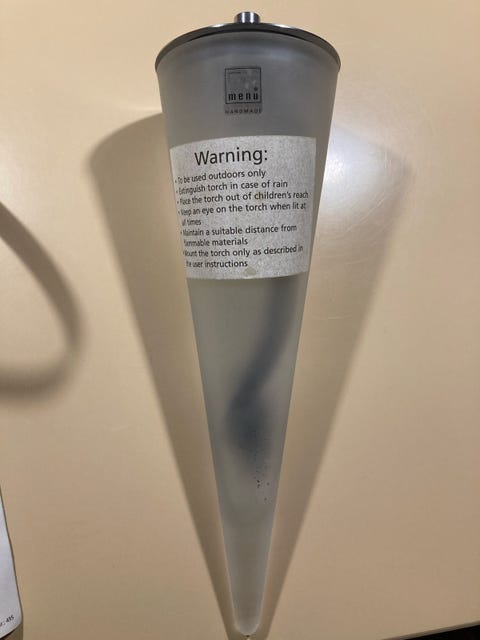 menu
HANDMADE
Warning:
• To be used outdoors only
• Extinguish torch in case of rain
• Place the torch out of children's reach
• Keep an eye on the torch when lit at
all times
• Maintain a suitable distance from
flammable materials
• Mount the torch only as described in
the user instructions